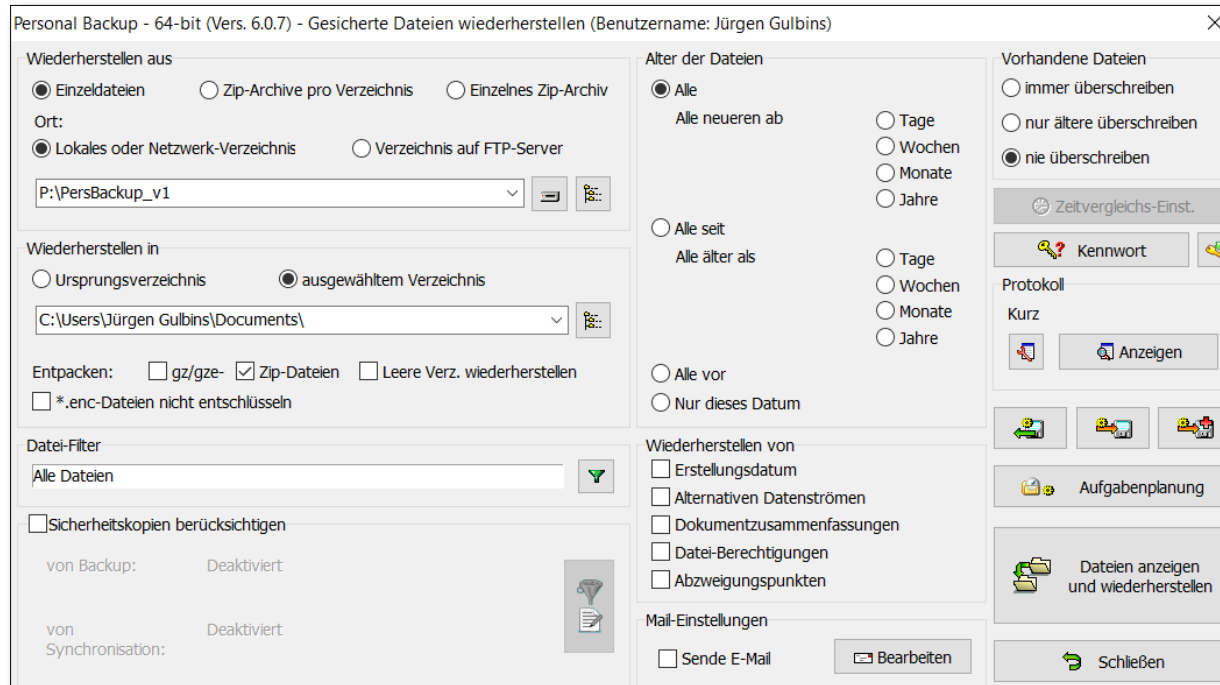 Personal Backup - 64-bit (Vers. 6.0.7) - Gesicherte Dateien wiederherstellen (Benutzername: Jürgen Gulbins)
Wiederherstellen aus
Einzeldateien
Zip-Archive pro Verzeichnis
Einzelnes Zip-Archiv
Ort:
Lokales oder Netzwerk-Verzeichnis
Verzeichnis auf FTP-Server
P:\PersBackup_v1
Wiederherstellen in
Ursprungsverzeichnis
ausgewähltem Verzeichnis
C:\Users\Jürgen Gulbins\Documents\
Entpacken:
gz/gze-
Zip-Dateien
Leere Verz. wiederherstellen
*.enc-Dateien nicht entschlüseln
Datei-Filter
Alle Dateien
Sicherheitskopien berücksichtigen
von Backup:
Deaktiviert
von
Synchronisation:
Deaktiviert
Alter der Dateien
Alle
Alle neueren ab
Tage
Wochen
Monate
Jahre
Alle seit
Alle älter als
Tage
Wochen
Monate
Jahre
Alle vor
Nur dieses Datum
Wiederherstellen von
Erstellungsdatum
Alternativen Datenströmen
Dokumentzusammenfassungen
Datei-Berechtigungen
Abzweigungspunkten
Mail-Einstellungen
Sende E-Mail
Bearbeiten
Vorhandene Dateien
immer überschreiben
nur ältere überschreiben
nie überschreiben
Zeitvergleichs-Einst.
Kennwort
Protokoll
Kurz
Anzeigen
Aufgabenplanung
Dateien anzeigen
und wiederherstellen
Schließen